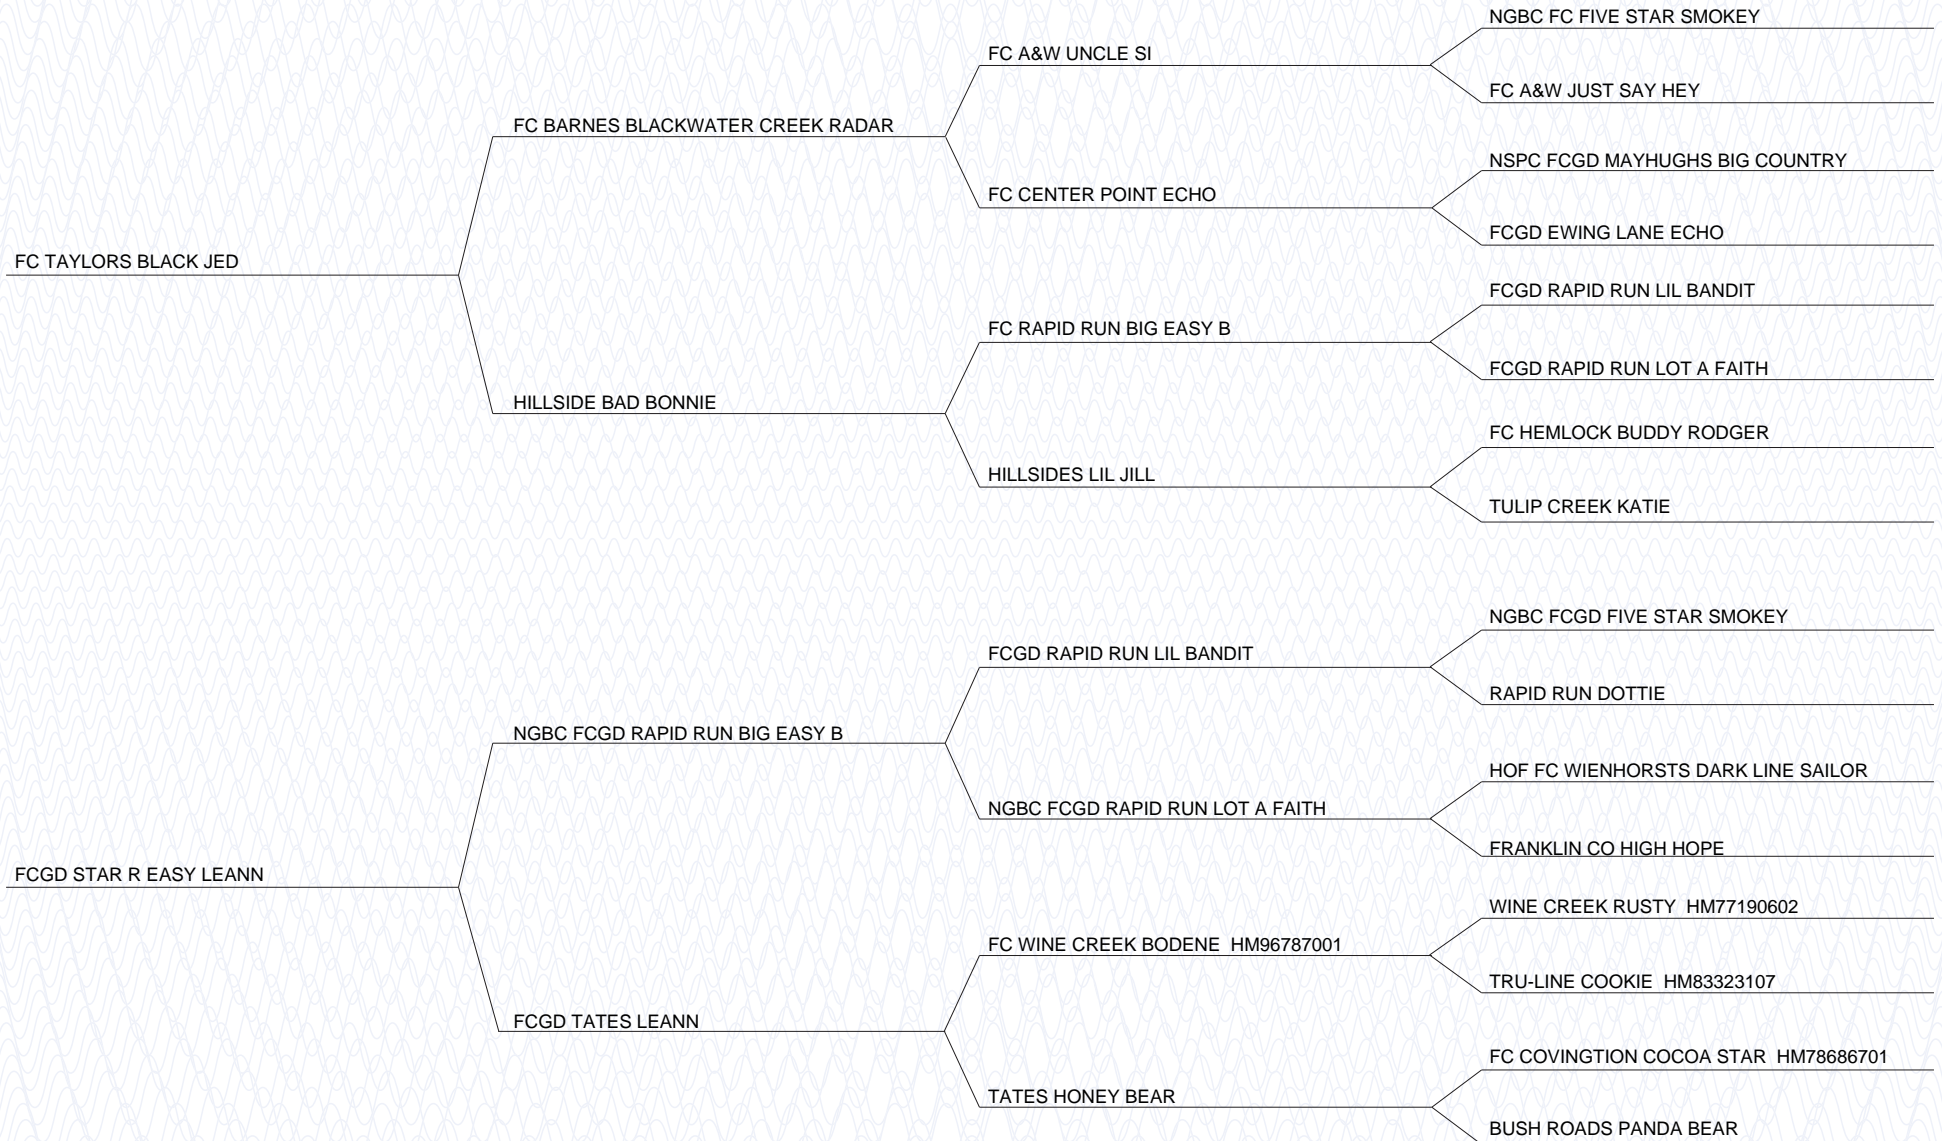 NGBC FC FIVE STAR SMOKEY
FC A&W UNCLE SI
FC A&W JUST SAY HEY
FC BARNES BLACKWATER CREEK RADAR
NSPC FCGD MAYHUGHS BIG COUNTRY
FC CENTER POINT ECHO
FCGD EWING LANE ECHO
FC TAYLORS BLACK JED
FCGD RAPID RUN LIL BANDIT
FC RAPID RUN BIG EASY B
FCGD RAPID RUN LOT A FAITH
HILLSIDE BAD BONNIE
FC HEMLOCK BUDDY RODGER
HILLSIDES LIL JILL
TULIP CREEK KATIE
NGBC FCGD FIVE STAR SMOKEY
FCGD RAPID RUN LIL BANDIT
RAPID RUN DOTTIE
NGBC FCGD RAPID RUN BIG EASY B
HOF FC WIENHORSTS DARK LINE SAILOR
NGBC FCGD RAPID RUN LOT A FAITH
FRANKLIN CO HIGH HOPE
FCGD STAR R EASY LEANN
WINE CREEK RUSTY HM77190602
FC WINE CREEK BODENE HM96787001
TRU-LINE COOKIE HM83323107
FCGD TATES LEANN
FC COVINGTION COCOA STAR HM78686701
TATES HONEY BEAR
BUSH ROADS PANDA BEAR